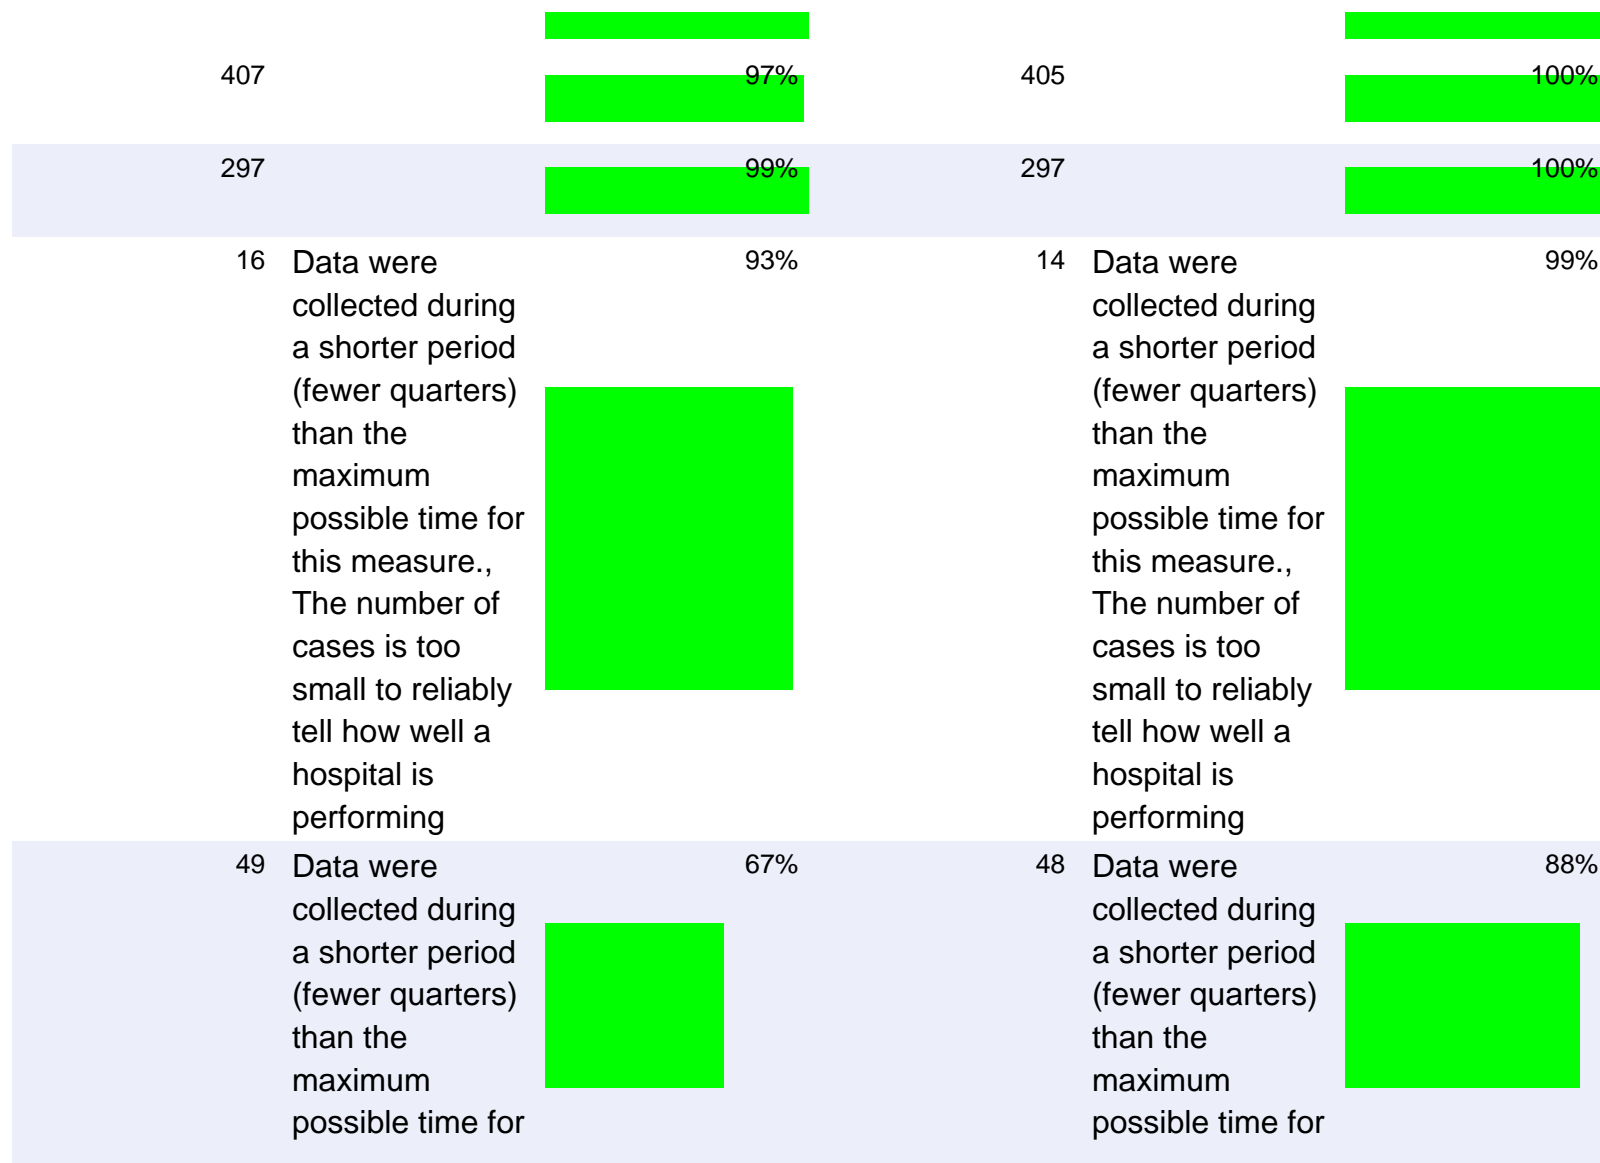 407 97% 405 100%
297 99% 297 100%
16 Data were 93% 14 Data were 99%
collected during collected during
a shorter period a shorter period
(fewer quarters) (fewer quarters)
than the than the
maximum maximum
possible time for possible time for
this measure., this measure.,
The number of The number of
cases is too cases is too
small to reliably small to reliably
tell how well a tell how well a
hospital is hospital is
performing performing
49 Data were 67% 48 Data were 88%
collected during collected during
a shorter period a shorter period
(fewer quarters) (fewer quarters)
than the than the
maximum maximum
possible time for possible time for